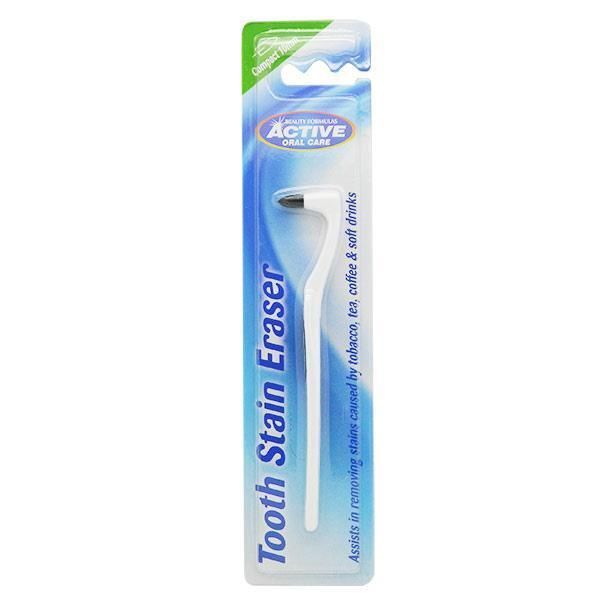 Compact 10mm
BEAUTY FORMULAS
ACTIVE
ORAL CARE
Tooth Stain Eraser
Assists in removing stains caused by tobacco, tea, coffee & soft drinks